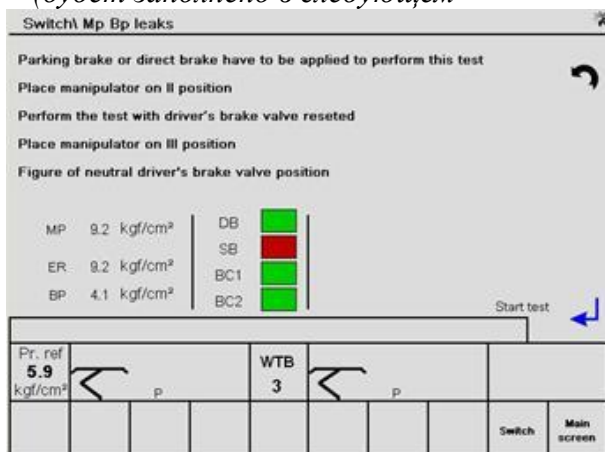 (будет заполнено в следующем
Switch\ Mp Bp leaks
Parking brake or direct brake have to be applied to perform this test
Place manipulator on II position
Perform the test with driver's brake valve reseted
Place manipulator on III position
Figure of neutral driver's brake valve position
MP 9.2 kgf/cm² DB
SB
ER 9.2 kgf/cm² BC1
BP 4.1 kgf/cm² BC2
Start test
Pr. ref
5.9
kgf/cm²
P
WTB
3
P
Switch
Main
screen